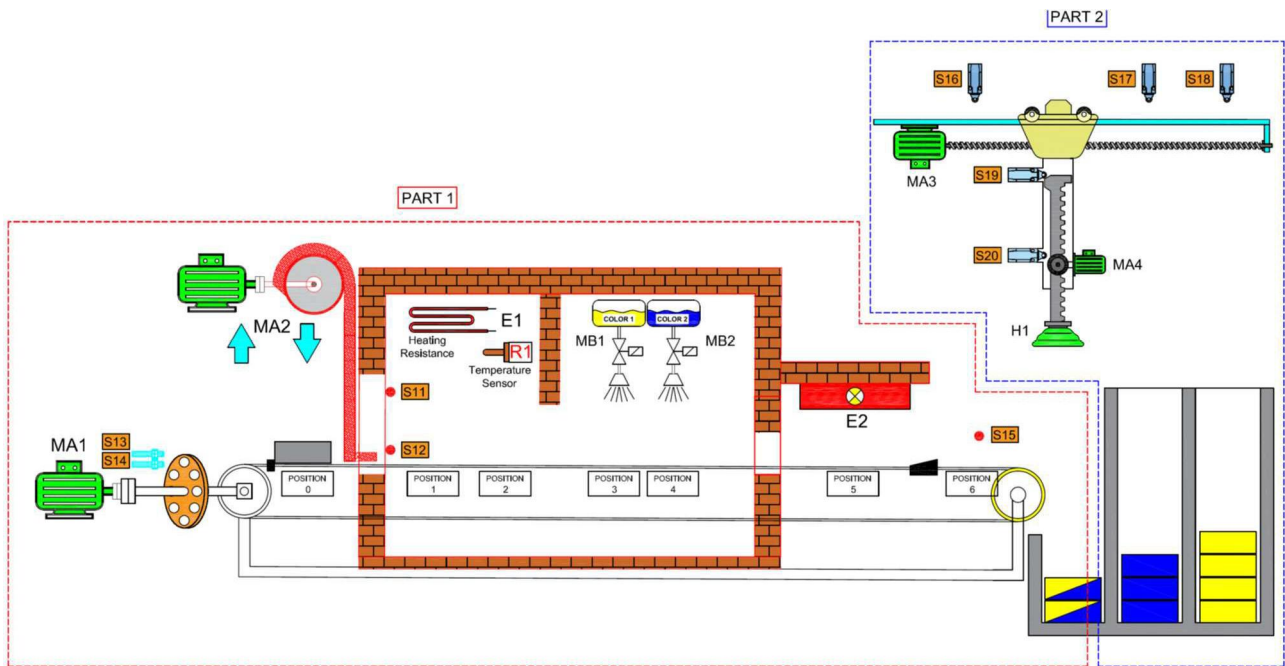 PART 2
S16
S17
S18
MA3
S19
S20
MA4
H1
PART 1
MA2
E1
Heating
Resistance
R1
Temperature
Sensor
COLOR 1
COLOR 2
MB1
MB2
S11
S12
E2
S15
MA1
S13
S14
POSITION
0
POSITION
1
POSITION
2
POSITION
3
POSITION
4
POSITION
5
POSITION
6